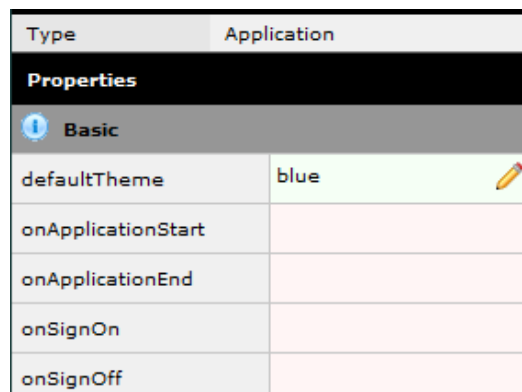 Type Application
Properties
Basic
defaultTheme blue
onApplicationStart
onApplicationEnd
onSignOn
onSignOff